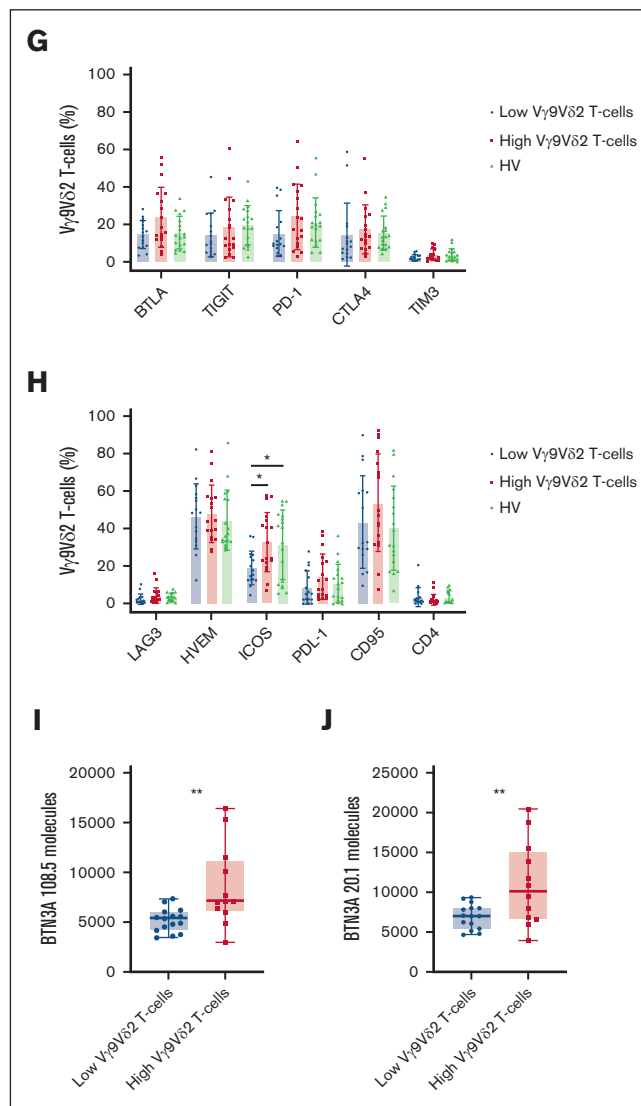 G
Vγ9Vδ2 T-cells (%)
100
80
60
40
20
0
BTLA
TIGIT
PD-1
CTLA4
TIM3
Low Vγ9Vδ2 T-cells
High Vγ9Vδ2 T-cells
HV
H
Vγ9Vδ2 T-cells (%)
100
80
60
40
20
0
*
*
LAG3
HVEM
ICOS
PDL-1
CD95
CD4
Low Vγ9Vδ2 T-cells
High Vγ9Vδ2 T-cells
HV
I
BTN3A 108.5 molecules
20000
15000
10000
5000
0
**
Low Vγ9Vδ2 T-cells
High Vγ9Vδ2 T-cells
J
BTN3A 20.1 molecules
25000
20000
15000
10000
5000
0
**
Low Vγ9Vδ2 T-cells
High Vγ9Vδ2 T-cells